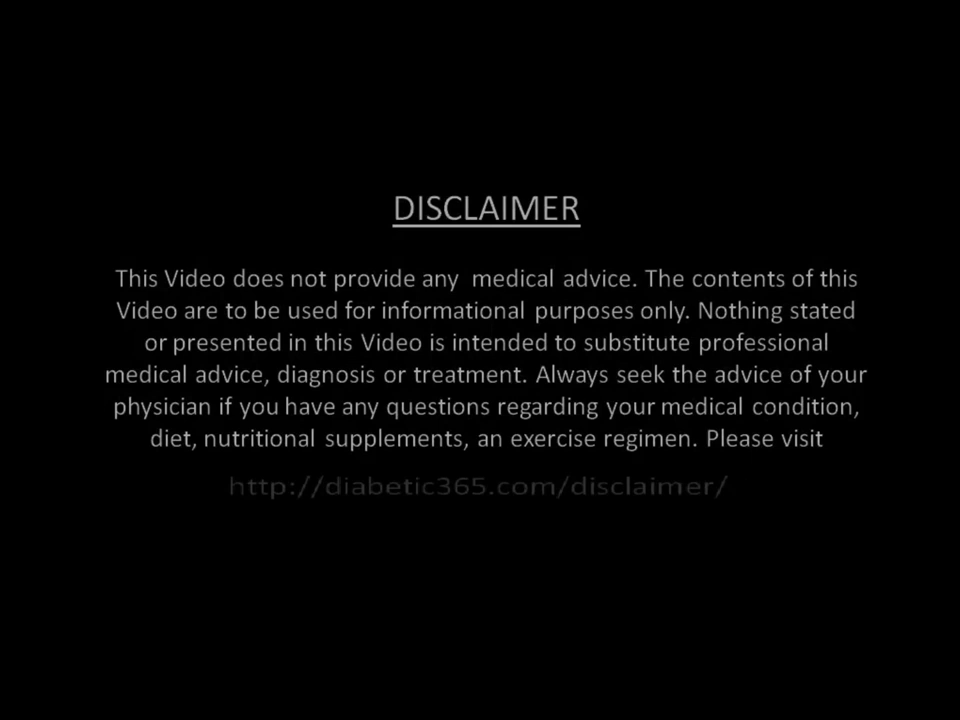 DISCLAIMER
This Video does not provide any medical advice. The contents of this
Video are to be used for informational purposes only. Nothing stated
or presented in this Video is intended to substitute professional
medical advice, diagnosis or treatment. Always seek the advice of your
physician if you have any questions regarding your medical condition,
diet, nutritional supplements, an exercise regimen. Please visit
http://diabetic365.com/disclaimer/